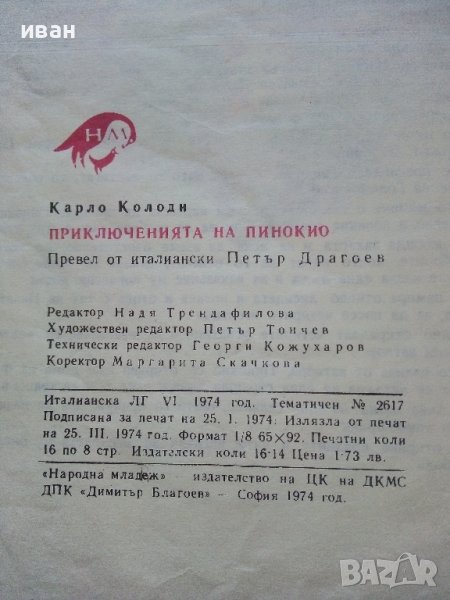 иван
НМ
Карло Колоди
ПРИКЛЮЧЕНИЯТА НА ПИНОКИО
Превел от италиански Петър Драгоев
Редактор Надя Трендафилова
Художествен редактор Петър Тончев
Технически редактор Георги Кожухаров
Коректор Маргарита Скачкова
Италианска ЛГ VI 1974 год. Тематичен № 2617
Подписана за печат на 25. I. 1974. Излязла от печат
на 25. III. 1974 год. Формат 1/8 65×92. Печатни коли
16 по 8 стр. Издателски коли 16·14 Цена 1·73 лв.
«Народна младеж» — издателство на ЦК на ДКМС
ДПК «Димитър Благоев» — София 1974 год.
BAZAR